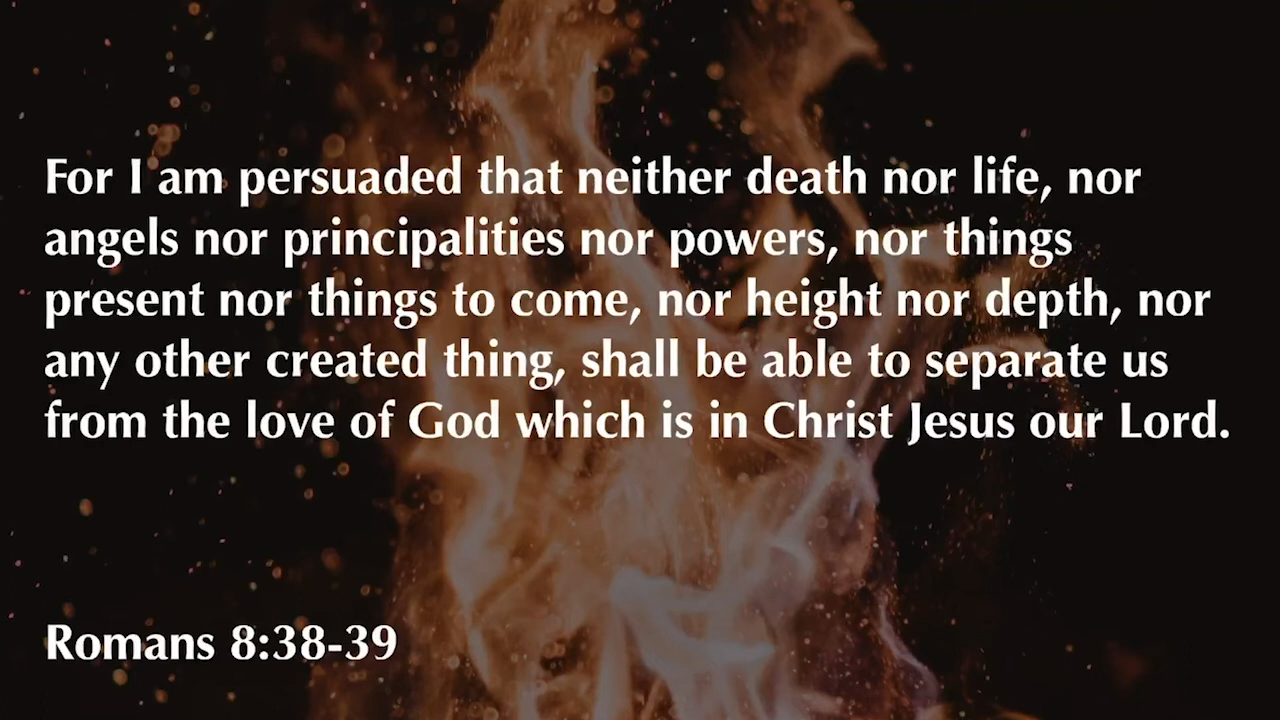 For I am persuaded that neither death nor life, nor
angels nor principalities nor powers, nor things
present nor things to come, nor height nor depth, nor
any other created thing, shall be able to separate us
from the love of God which is in Christ Jesus our Lord.
Romans 8:38-39